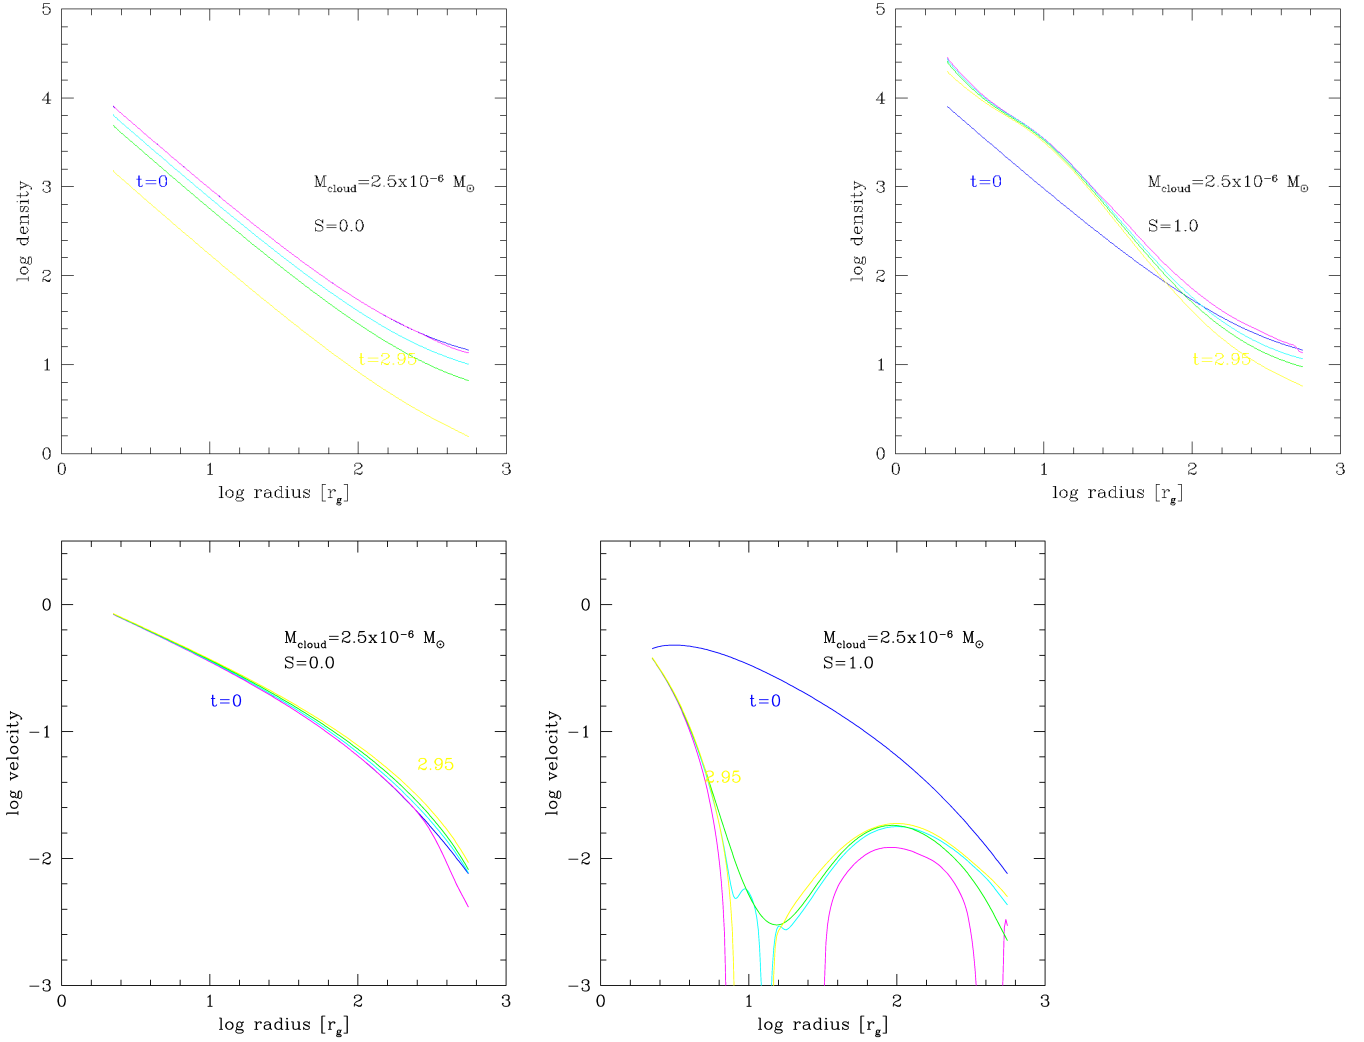 5
4
3
2
1
0
0 1 2 3
log density
log radius [r_g]
t=0
M_cloud=2.5x10^-6 M_⊙
S=0.0
t=2.95
5
4
3
2
1
0
0 1 2 3
log density
log radius [r_g]
t=0
M_cloud=2.5x10^-6 M_⊙
S=1.0
t=2.95
0
−1
−2
−3
0 1 2 3
log velocity
log radius [r_g]
M_cloud=2.5x10^-6 M_⊙
S=0.0
t=0
2.95
0
−1
−2
−3
0 1 2 3
log velocity
log radius [r_g]
M_cloud=2.5x10^-6 M_⊙
S=1.0
t=0
2.95